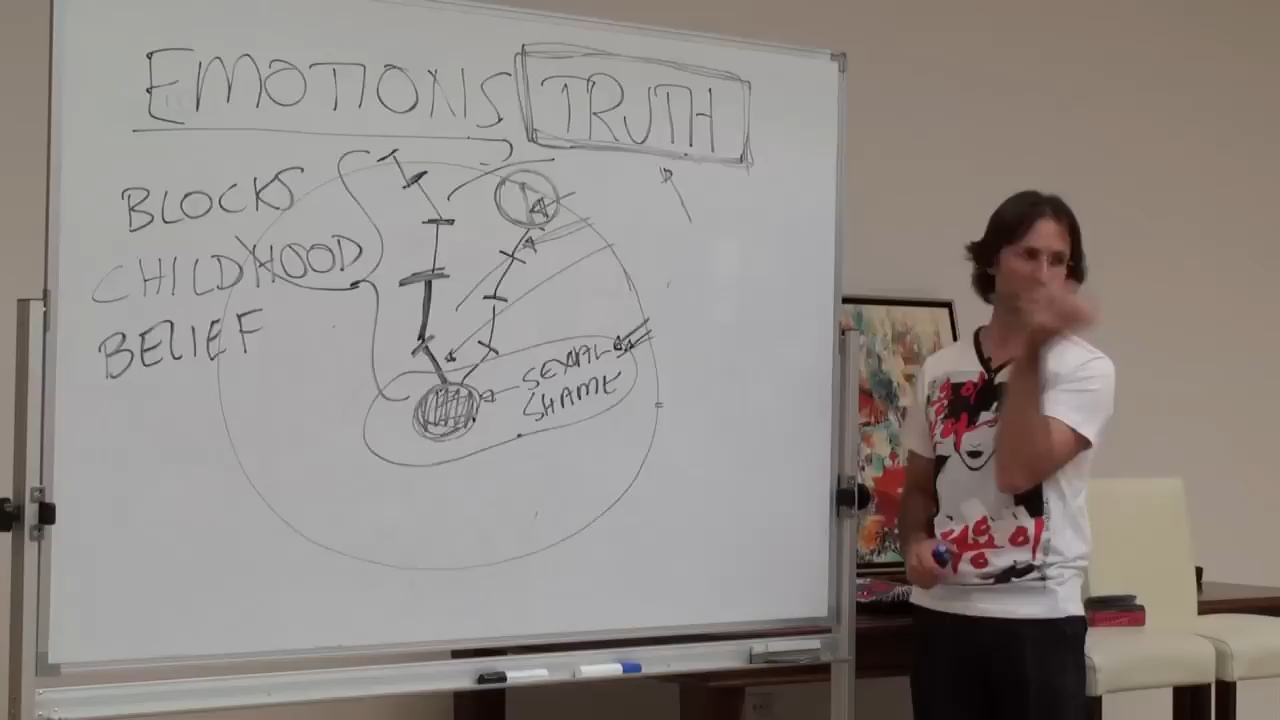 EMOTIONS TRUTH
BLOCKS
CHILDHOOD
BELIEF
SEXUAL
SHAME